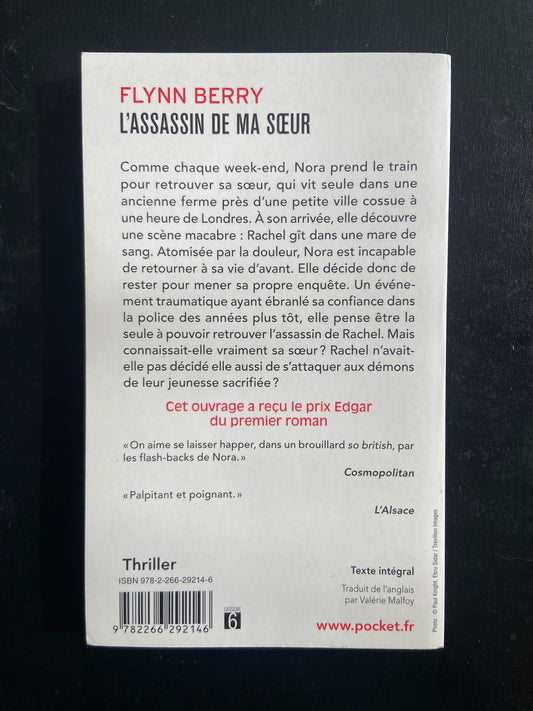 FLYNN BERRY
L'ASSASSIN DE MA SŒUR
Comme chaque week-end, Nora prend le train
pour retrouver sa sœur, qui vit seule dans une
ancienne ferme près d'une petite ville cossue à
une heure de Londres. À son arrivée, elle découvre
une scène macabre : Rachel gît dans une mare de
sang. Atomisée par la douleur, Nora est incapable
de retourner à sa vie d'avant. Elle décide donc de
rester pour mener sa propre enquête. Un événe-
ment traumatique ayant ébranlé sa confiance dans
la police des années plus tôt, elle pense être la
seule à pouvoir retrouver l'assassin de Rachel. Mais
connaissait-elle vraiment sa sœur ? Rachel n'avait-
elle pas décidé elle aussi de s'attaquer aux démons
de leur jeunesse sacrifiée ?
Cet ouvrage a reçu le prix Edgar
du premier roman
« On aime se laisser happer, dans un brouillard so british, par
les flash-backs de Nora. »
Cosmopolitan
« Palpitant et poignant. »
L'Alsace
Thriller
ISBN 978-2-266-29214-6
CATÉGORIE
6
9 782266 292146
Texte intégral
Traduit de l'anglais
par Valérie Malfoy
www.pocket.fr
Photo : © Paul Knight, Ebru Sidar / Trevillion Images